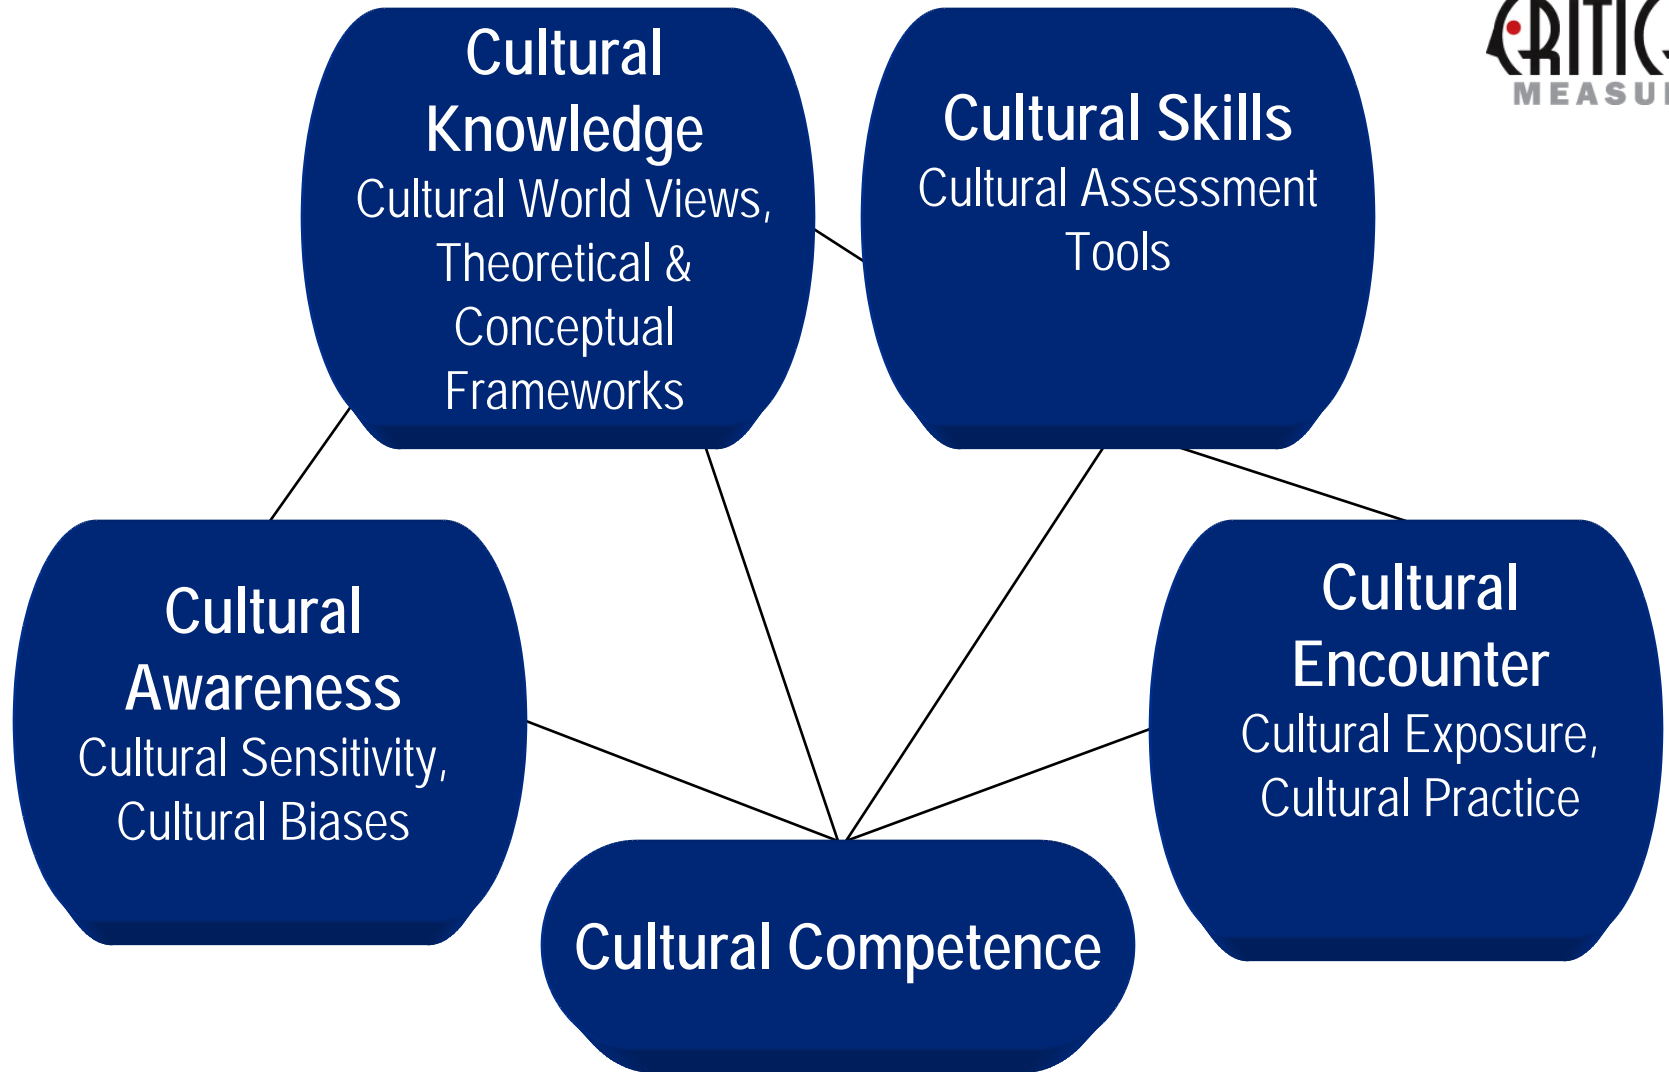 Cultural
Knowledge
Cultural World Views,
Theoretical &
Conceptual
Frameworks
Cultural Skills
Cultural Assessment
Tools
Cultural
Awareness
Cultural Sensitivity,
Cultural Biases
Cultural
Encounter
Cultural Exposure,
Cultural Practice
Cultural Competence